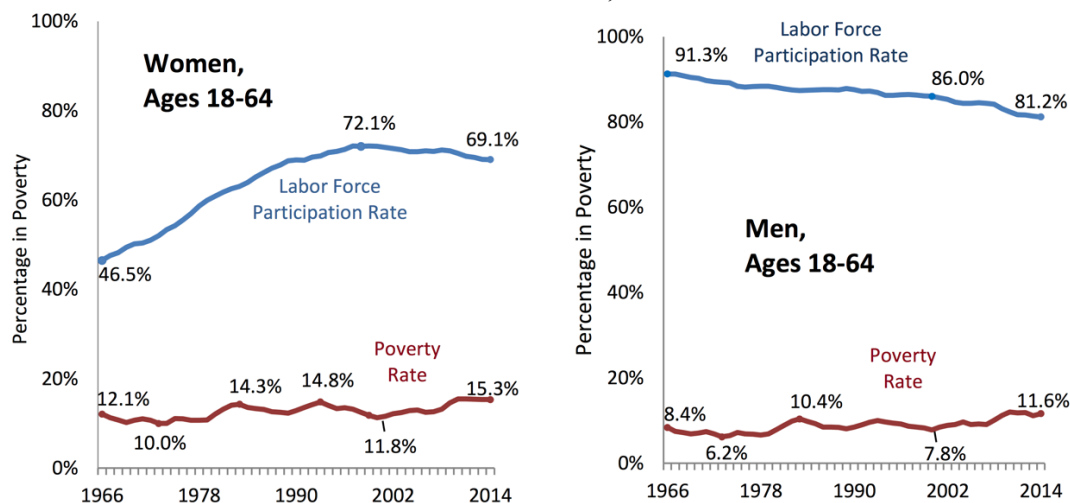 100%
80%
60%
40%
20%
0%
Percentage in Poverty
Women,
Ages 18-64
72.1%
69.1%
Labor Force
Participation Rate
46.5%
Poverty
Rate
12.1%
14.3%
14.8%
15.3%
10.0%
11.8%
1966
1978
1990
2002
2014
100%
80%
60%
40%
20%
0%
Percentage in Poverty
Labor Force
Participation Rate
91.3%
86.0%
81.2%
Men,
Ages 18-64
Poverty
Rate
8.4%
10.4%
11.6%
6.2%
7.8%
1966
1978
1990
2002
2014